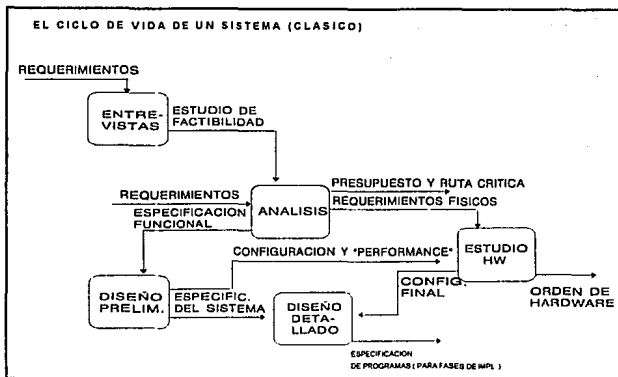 EL CICLO DE VIDA DE UN SISTEMA (CLASICO)
REQUERIMIENTOS
ENTRE-
VISTAS
ESTUDIO DE
FACTIBILIDAD
REQUERIMIENTOS
ESPECIFICACION
FUNCIONAL
ANALISIS
PRESUPUESTO Y RUTA CRITICA
REQUERIMIENTOS FISICOS
CONFIGURACION Y "PERFORMANCE"
ESTUDIO
HW
DISEÑO
PRELIM.
ESPECIFIC.
DEL SISTEMA
DISEÑO
DETA-
LLADO
CONFIG.
FINAL
ORDEN DE
HARDWARE
ESPECIFICACION
DE PROGRAMAS (PARA FASES DE IMPL.)